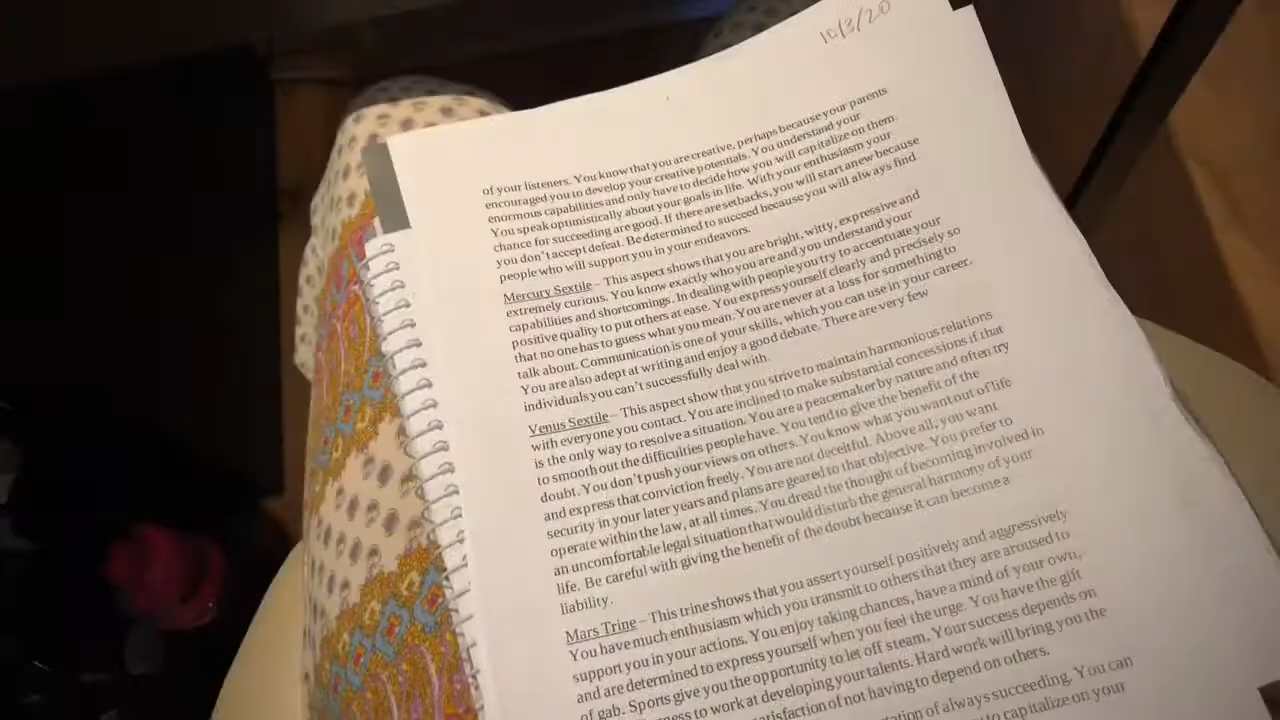 10/3/20
of your listeners. You know that you are creative, perhaps because your parents
encouraged you to develop your creative potentials. You understand your
enormous capabilities and only have to decide how you will capitalize on them.
You speak optimistically about your goals in life. With your enthusiasm your
chance for succeeding are good. If there are setbacks, you will start anew because
you don't accept defeat. Be determined to succeed because you will always find
people who will support you in your endeavors.
Mercury Sextile – This aspect shows that you are bright, witty, expressive and
extremely curious. You know exactly who you are and you understand your
capabilities and shortcomings. In dealing with people you try to accentuate your
positive quality to put others at ease. You express yourself clearly and precisely so
that no one has to guess what you mean. You are never at a loss for something to
talk about. Communication is one of your skills, which you can use in your career.
You are also adept at writing and enjoy a good debate. There are very few
individuals you can't successfully deal with.
Venus Sextile – This aspect show that you strive to maintain harmonious relations
with everyone you contact. You are inclined to make substantial concessions if that
is the only way to resolve a situation. You are a peacemaker by nature and often try
to smooth out the difficulties people have. You tend to give the benefit of the
doubt. You don't push your views on others. You know what you want out of life
and express that conviction freely. You are not deceitful. Above all, you want
security in your later years and plans are geared to that objective. You prefer to
operate within the law, at all times. You dread the thought of becoming involved in
an uncomfortable legal situation that would disturb the general harmony of your
life. Be careful with giving the benefit of the doubt because it can become a
liability.
Mars Trine – This trine shows that you assert yourself positively and aggressively
You have much enthusiasm which you transmit to others that they are aroused to
support you in your actions. You enjoy taking chances, have a mind of your own,
and are determined to express yourself when you feel the urge. You have the gift
of gab. Sports give you the opportunity to let off steam. Your success depends on
to work at developing your talents. Hard work will bring you the
of not having to depend on others.
of always succeeding. You can
to capitalize on your